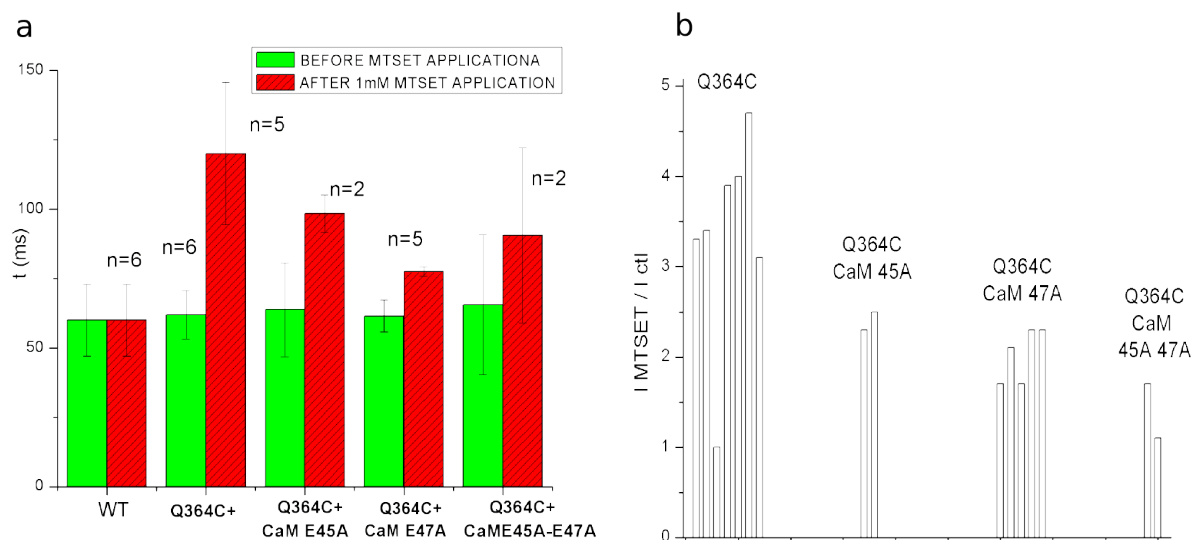 a
BEFORE MTSET APPLICATIONA
AFTER 1mM MTSET APPLICATION
150
100
50
0
t (ms)
n=6
n=6
n=5
n=2
n=5
n=2
WT
Q364C+
Q364C+
CaM E45A
Q364C+
CaM E47A
Q364C+
CaME45A-E47A
b
5
4
3
2
1
0
I MTSET / I ctl
Q364C
Q364C
CaM 45A
Q364C
CaM 47A
Q364C
CaM
45A 47A